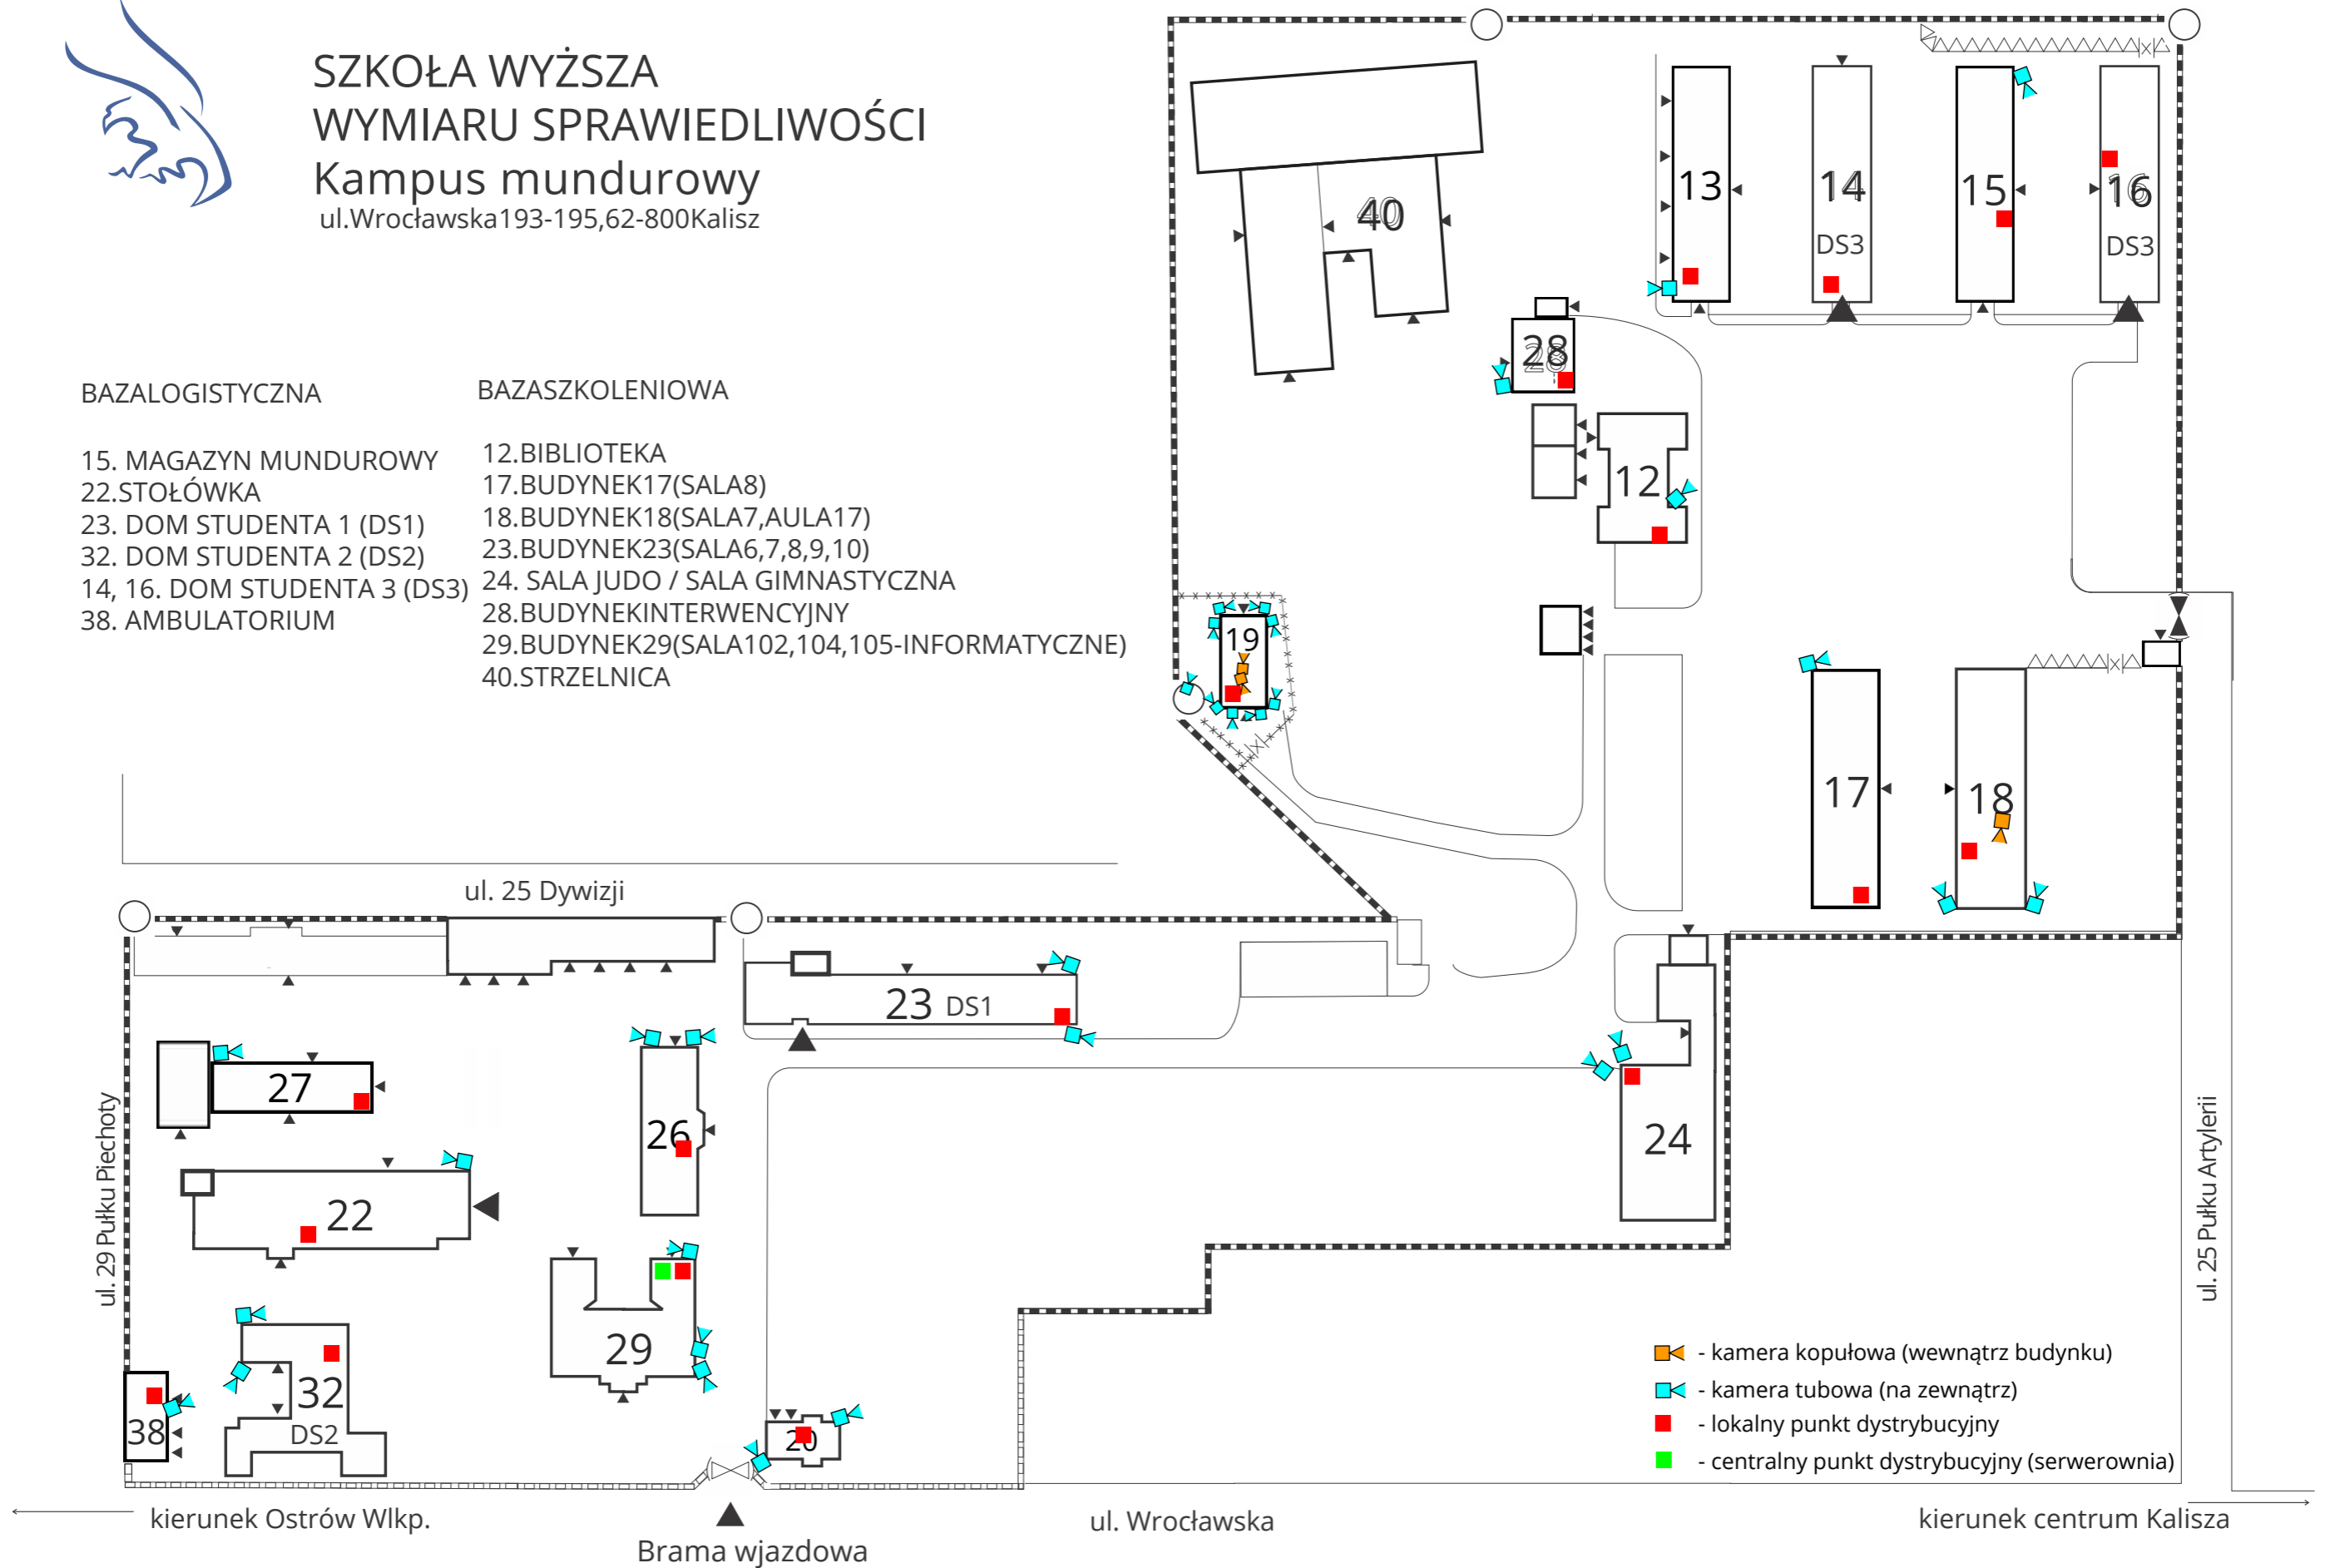 SZKOŁA WYŻSZA
WYMIARU SPRAWIEDLIWOŚCI
Kampus mundurowy
ul.Wrocławska193-195,62-800Kalisz
BAZALOGISTYCZNA
15. MAGAZYN MUNDUROWY
22.STOŁÓWKA
23. DOM STUDENTA 1 (DS1)
32. DOM STUDENTA 2 (DS2)
14, 16. DOM STUDENTA 3 (DS3)
38. AMBULATORIUM
BAZASZKOLENIOWA
12.BIBLIOTEKA
17.BUDYNEK17(SALA8)
18.BUDYNEK18(SALA7,AULA17)
23.BUDYNEK23(SALA6,7,8,9,10)
24. SALA JUDO / SALA GIMNASTYCZNA
28.BUDYNEKINTERWENCYJNY
29.BUDYNEK29(SALA102,104,105-INFORMATYCZNE)
40.STRZELNICA
40
13
14
DS3
15
16
DS3
28
12
19
17
18
ul. 25 Dywizji
23 DS1
27
26
22
24
29
32
DS2
38
20
ul. 29 Pułku Piechoty
ul. 25 Pułku Artylerii
- kamera kopułowa (wewnątrz budynku)
- kamera tubowa (na zewnątrz)
- lokalny punkt dystrybucyjny
- centralny punkt dystrybucyjny (serwerownia)
kierunek Ostrów Wlkp.
Brama wjazdowa
ul. Wrocławska
kierunek centrum Kalisza